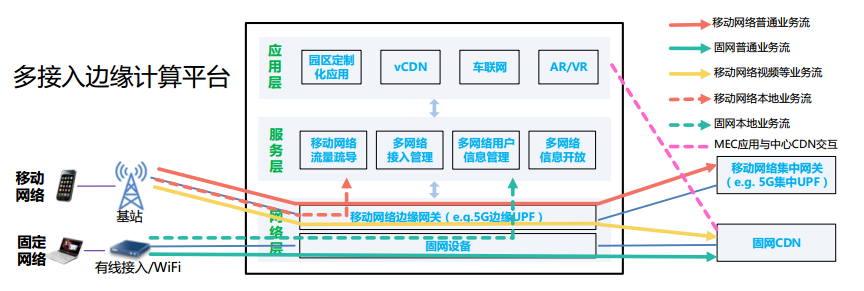 多接入边缘计算平台
应用层
园区定制
化应用
vCDN
车联网
AR/VR
服务层
移动网络
流量疏导
多网络
接入管理
多网络用户
信息管理
多网络
信息开放
网络层
移动网络边缘网关（e.g.5G边缘UPF）
固网设备
移动
网络
基站
固定
网络
有线接入/WiFi
移动网络普通业务流
固网普通业务流
移动网络视频等业务流
移动网络本地业务流
固网本地业务流
MEC应用与中心CDN交互
移动网络集中网关
（e.g. 5G集中UPF）
固网CDN